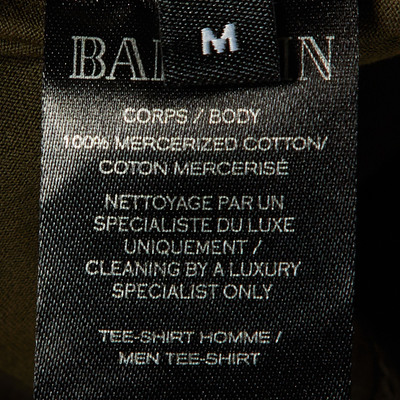 M
CORPS / BODY
100% MERCERIZED COTTON/
COTON MERCERISÉ
NETTOYAGE PAR UN
SPECIALISTE DU LUXE
UNIQUEMENT /
CLEANING BY A LUXURY
SPECIALIST ONLY
TEE-SHIRT HOMME /
MEN TEE-SHIRT